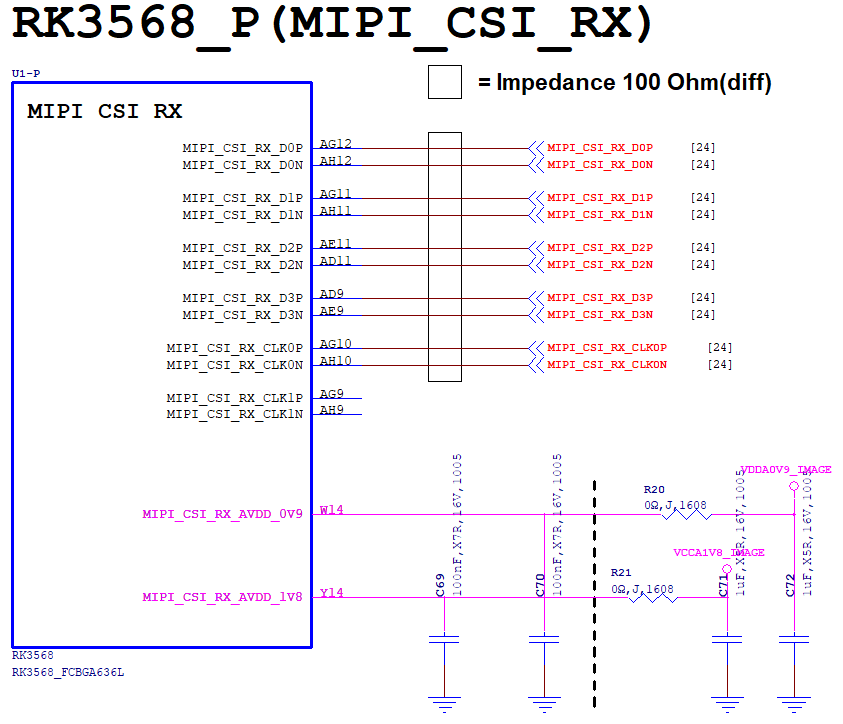 RK3568_P(MIPI_CSI_RX)
U1-P
= Impedance 100 Ohm(diff)
MIPI CSI RX
MIPI_CSI_RX_D0P AG12 MIPI_CSI_RX_D0P [24]
MIPI_CSI_RX_D0N AH12 MIPI_CSI_RX_D0N [24]
MIPI_CSI_RX_D1P AG11 MIPI_CSI_RX_D1P [24]
MIPI_CSI_RX_D1N AH11 MIPI_CSI_RX_D1N [24]
MIPI_CSI_RX_D2P AE11 MIPI_CSI_RX_D2P [24]
MIPI_CSI_RX_D2N AD11 MIPI_CSI_RX_D2N [24]
MIPI_CSI_RX_D3P AD9 MIPI_CSI_RX_D3P [24]
MIPI_CSI_RX_D3N AE9 MIPI_CSI_RX_D3N [24]
MIPI_CSI_RX_CLK0P AG10 MIPI_CSI_RX_CLK0P [24]
MIPI_CSI_RX_CLK0N AH10 MIPI_CSI_RX_CLK0N [24]
MIPI_CSI_RX_CLK1P AG9
MIPI_CSI_RX_CLK1N AH9
VDDA0V9_IMAGE
R20
0Ω,J,1608
MIPI_CSI_RX_AVDD_0V9 W14
VCCA1V8_IMAGE
R21
0Ω,J,1608
MIPI_CSI_RX_AVDD_1V8 Y14
C69
100nF,X7R,16V,1005
C70
100nF,X7R,16V,1005
C71
1uF,X5R,16V,1005
C72
1uF,X5R,16V,1005
RK3568
RK3568_FCBGA636L